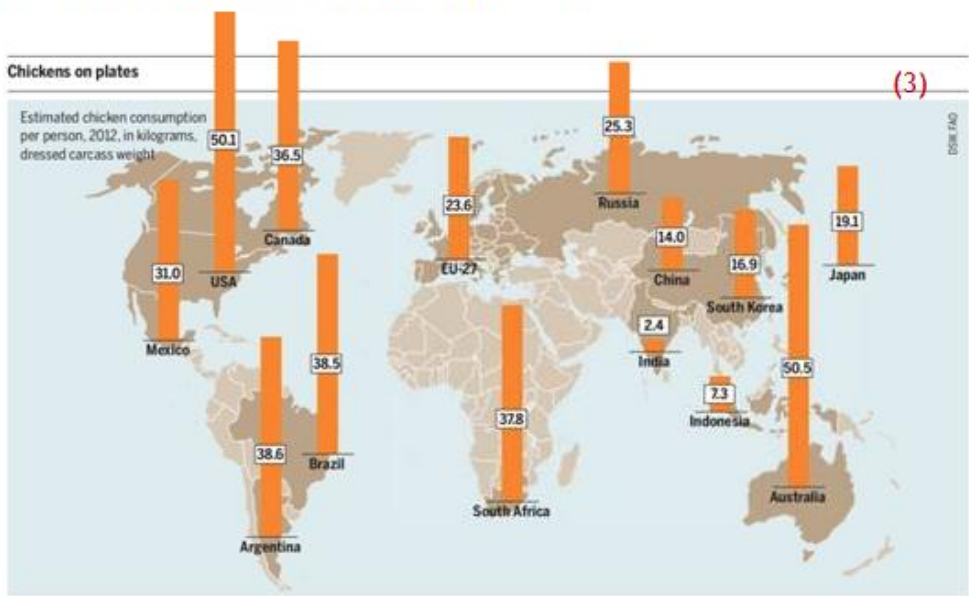 Chickens on plates
(3)
Estimated chicken consumption
per person, 2012, in kilograms,
dressed carcass weight
DSW, FAO
50.1
USA
36.5
Canada
31.0
Mexico
38.5
Brazil
38.6
Argentina
23.6
EU-27
37.8
South Africa
25.3
Russia
14.0
China
16.9
South Korea
19.1
Japan
2.4
India
7.3
Indonesia
50.5
Australia